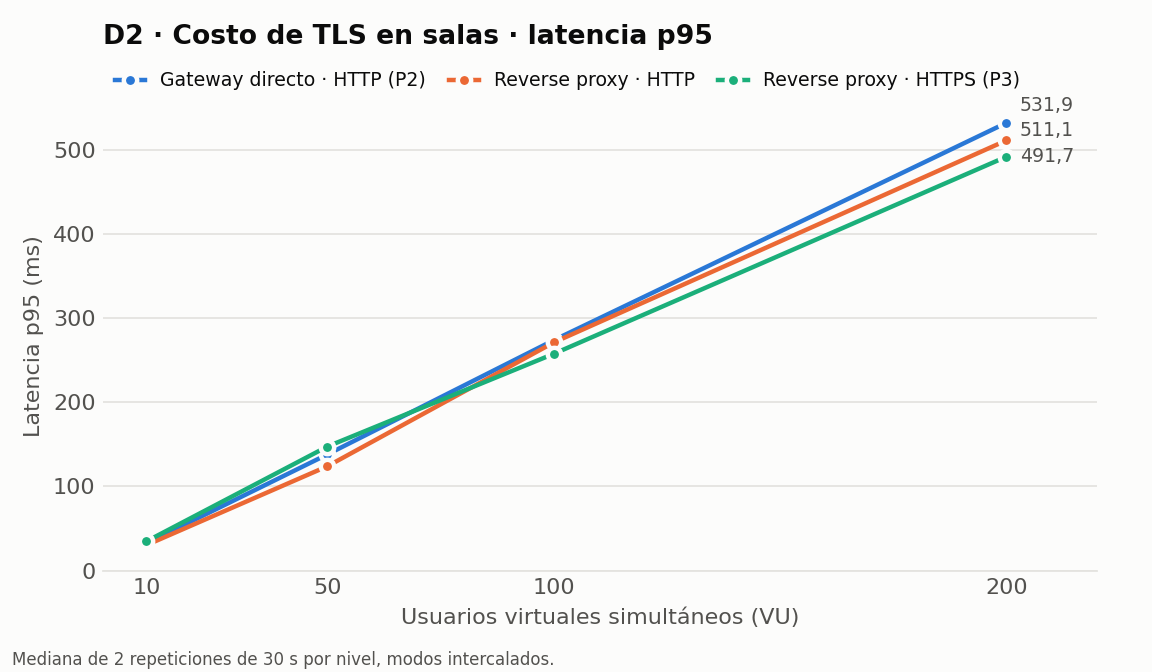 D2 · Costo de TLS en salas · latencia p95
Gateway directo · HTTP (P2) Reverse proxy · HTTP Reverse proxy · HTTPS (P3)
531,9
511,1
491,7
500
400
300
200
100
0
Latencia p95 (ms)
10 50 100 200
Usuarios virtuales simultáneos (VU)
Mediana de 2 repeticiones de 30 s por nivel, modos intercalados.